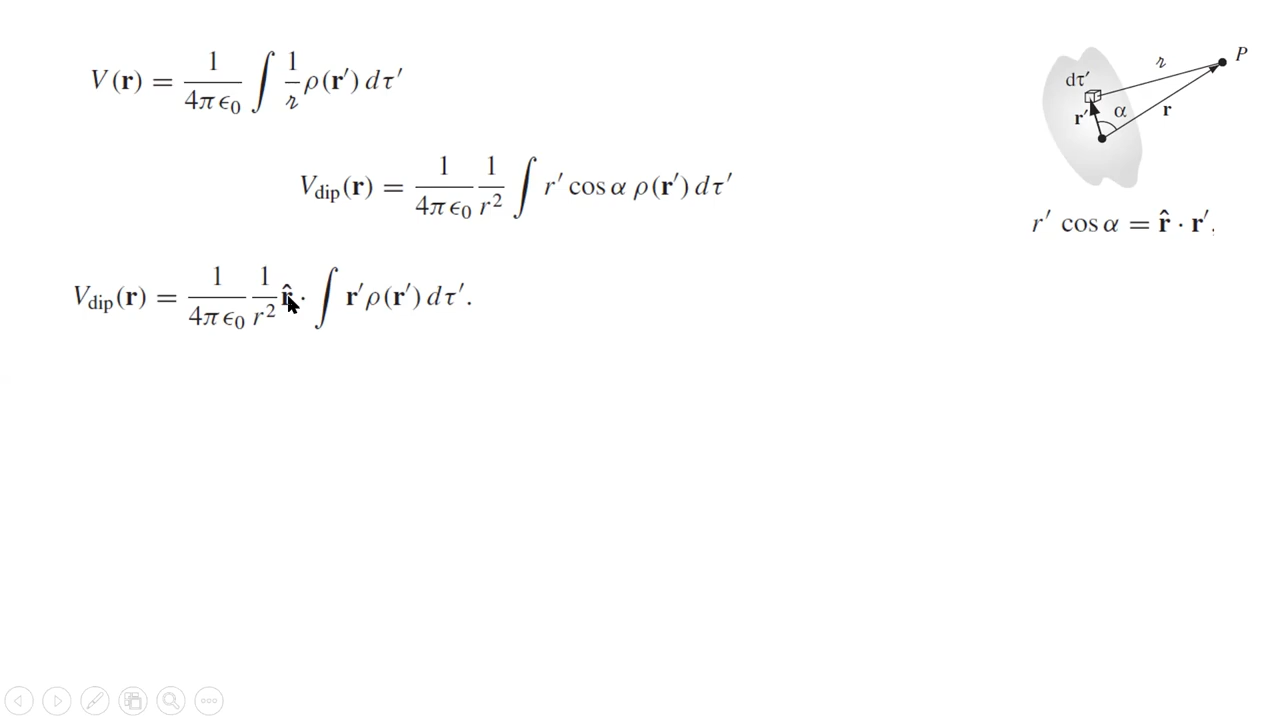 V(r) = 1/4πϵ₀ ∫ 1/𝓇 ρ(r′) dτ′
V_dip(r) = 1/4πϵ₀ 1/r² ∫ r′ cos α ρ(r′) dτ′
V_dip(r) = 1/4πϵ₀ 1/r² r̂ · ∫ r′ρ(r′) dτ′.
𝓇 P
dτ′
r′ α r
r′ cos α = r̂ · r′.